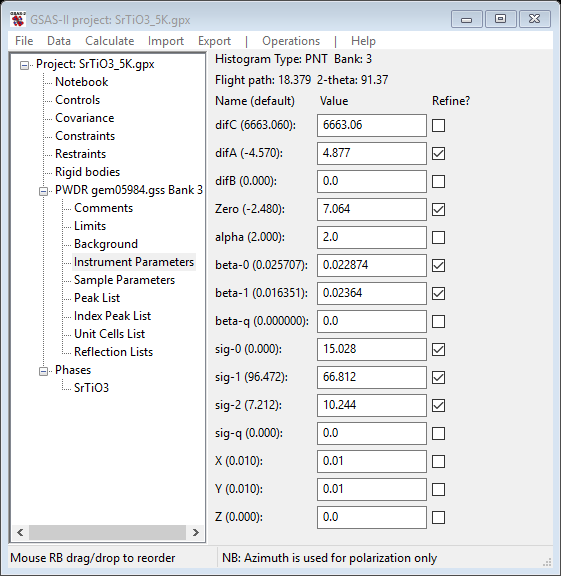 GSAS-II project: SrTiO3_5K.gpx
File Data Calculate Import Export | Operations | Help
Project: SrTiO3_5K.gpx
Notebook
Controls
Covariance
Constraints
Restraints
Rigid bodies
PWDR gem05984.gss Bank 3
Comments
Limits
Background
Instrument Parameters
Sample Parameters
Peak List
Index Peak List
Unit Cells List
Reflection Lists
Phases
SrTiO3
Histogram Type: PNT Bank: 3
Flight path: 18.379 2-theta: 91.37
Name (default) Value Refine?
difC (6663.060): 6663.06
difA (-4.570): 4.877
difB (0.000): 0.0
Zero (-2.480): 7.064
alpha (2.000): 2.0
beta-0 (0.025707): 0.022874
beta-1 (0.016351): 0.02364
beta-q (0.000000): 0.0
sig-0 (0.000): 15.028
sig-1 (96.472): 66.812
sig-2 (7.212): 10.244
sig-q (0.000): 0.0
X (0.010): 0.01
Y (0.010): 0.01
Z (0.000): 0.0
Mouse RB drag/drop to reorder NB: Azimuth is used for polarization only